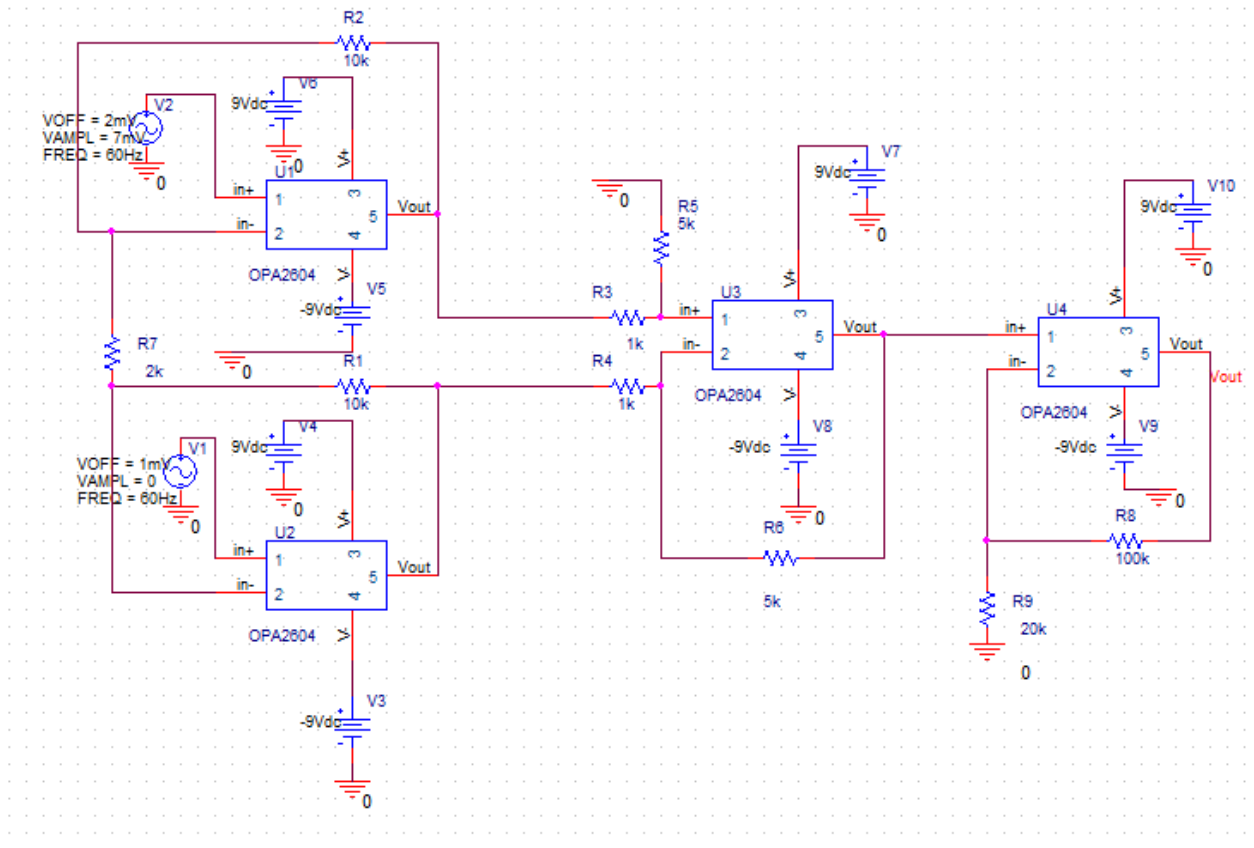 R2
10k
V6
9Vdc
V2
VOFF = 2mV
VAMPL = 7mV
FREQ = 60Hz
0
0
U1
V+
in+
1
3
5
Vout
in-
2
4
OPA2604
V-
V5
-9Vdc
0
R7
2k
R1
10k
V4
9Vdc
V1
VOFF = 1mV
VAMPL = 0
FREQ = 60Hz
0
0
U2
V+
in+
1
3
5
Vout
in-
2
4
OPA2604
V-
V3
-9Vdc
0
0
R5
5k
R3
1k
R4
1k
V7
9Vdc
0
U3
V+
in+
1
3
5
Vout
in-
2
4
OPA2604
V-
V8
-9Vdc
0
R6
5k
V10
9Vdc
0
U4
V+
in+
1
3
5
Vout
in-
2
4
Vout
OPA2604
V-
V9
-9Vdc
0
R8
100k
R9
20k
0